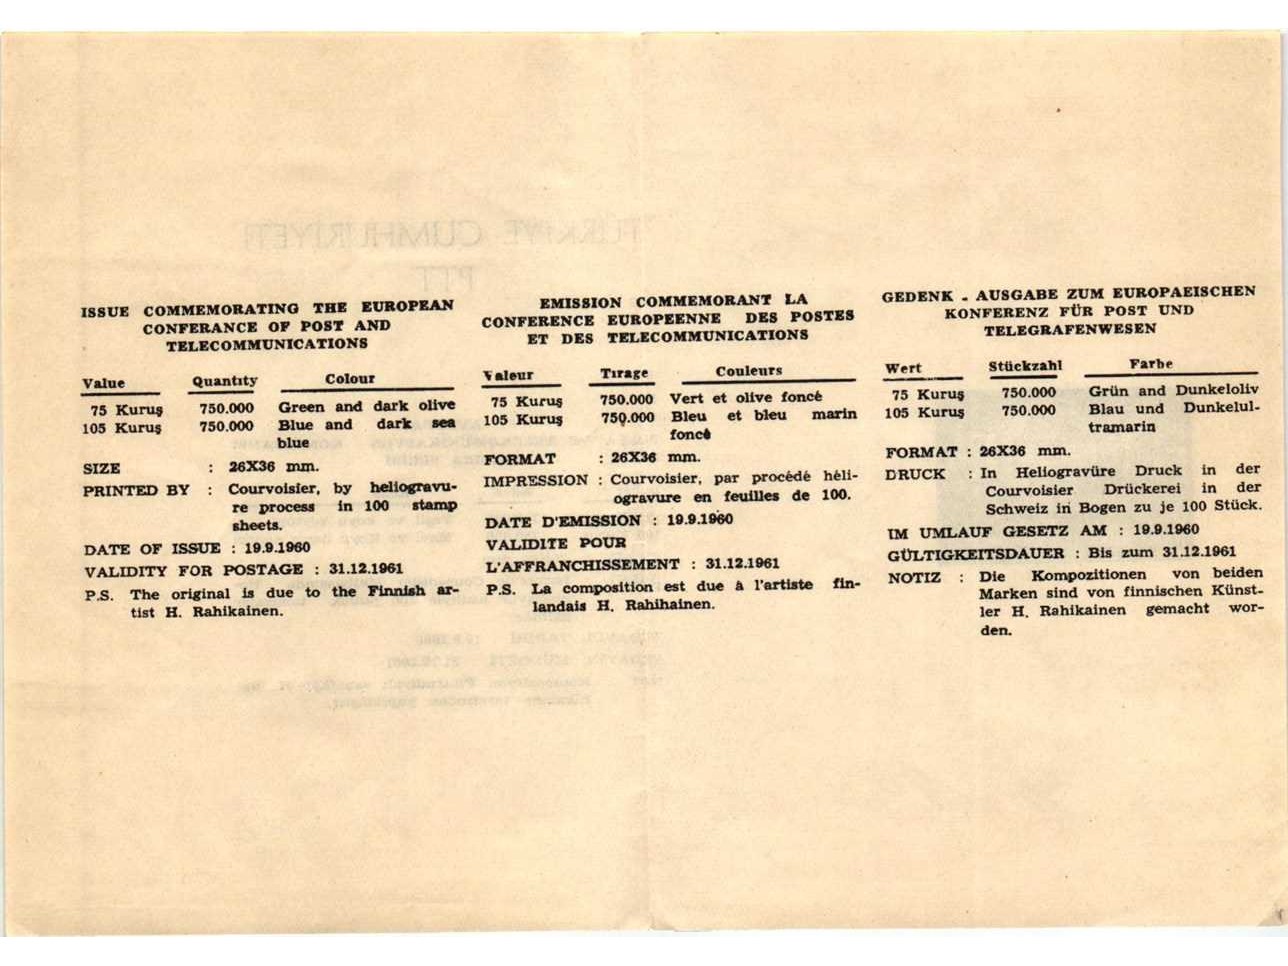 TÜRKİYE CUMHURİYETİ
PTT
ISSUE COMMEMORATING THE EUROPEAN
CONFERANCE OF POST AND
TELECOMMUNICATIONS
Value Quantity Colour
75 Kuruş 750.000 Green and dark olive
105 Kuruş 750.000 Blue and dark sea
blue
SIZE : 26X36 mm.
PRINTED BY : Courvoisier, by heliogravu-
re process in 100 stamp
sheets.
DATE OF ISSUE : 19.9.1960
VALIDITY FOR POSTAGE : 31.12.1961
P.S. The original is due to the Finnish ar-
tist H. Rahikainen.
EMISSION COMMEMORANT LA
CONFERENCE EUROPEENNE DES POSTES
ET DES TELECOMMUNICATIONS
Valeur Tırage Couleurs
75 Kuruş 750.000 Vert et olive foncé
105 Kuruş 750.000 Bleu et bleu marin
foncé
FORMAT : 26X36 mm.
IMPRESSION : Courvoisier, par procédé héli-
ogravure en feuilles de 100.
DATE D'EMISSION : 19.9.1960
VALIDITE POUR
L'AFFRANCHISSEMENT : 31.12.1961
P.S. La composition est due à l'artiste fin-
landais H. Rahihainen.
GEDENK - AUSGABE ZUM EUROPAEISCHEN
KONFERENZ FÜR POST UND
TELEGRAFENWESEN
Wert Stückzahl Farbe
75 Kuruş 750.000 Grün and Dunkeloliv
105 Kuruş 750.000 Blau und Dunkelul-
tramarin
FORMAT : 26X36 mm.
DRUCK : In Heliogravüre Druck in der
Courvoisier Drückerei in der
Schweiz in Bogen zu je 100 Stück.
IM UMLAUF GESETZ AM : 19.9.1960
GÜLTIGKEITSDAUER : Bis zum 31.12.1961
NOTIZ : Die Kompozitionen von beiden
Marken sind von finnischen Künst-
ler H. Rahikainen gemacht wor-
den.